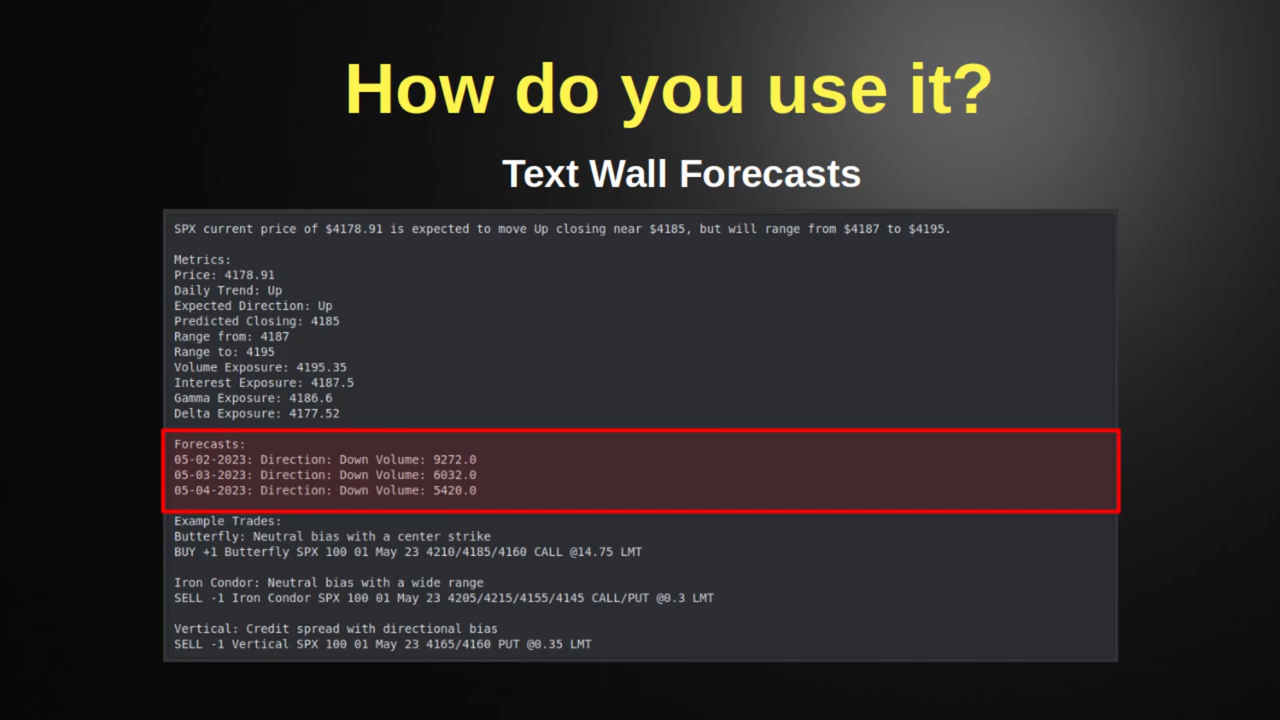 How do you use it?
Text Wall Forecasts
SPX current price of $4178.91 is expected to move Up closing near $4185, but will range from $4187 to $4195.
Metrics:
Price: 4178.91
Daily Trend: Up
Expected Direction: Up
Predicted Closing: 4185
Range from: 4187
Range to: 4195
Volume Exposure: 4195.35
Interest Exposure: 4187.5
Gamma Exposure: 4186.6
Delta Exposure: 4177.52
Forecasts:
05-02-2023: Direction: Down Volume: 9272.0
05-03-2023: Direction: Down Volume: 6032.0
05-04-2023: Direction: Down Volume: 5420.0
Example Trades:
Butterfly: Neutral bias with a center strike
BUY +1 Butterfly SPX 100 01 May 23 4210/4185/4160 CALL @14.75 LMT
Iron Condor: Neutral bias with a wide range
SELL -1 Iron Condor SPX 100 01 May 23 4205/4215/4155/4145 CALL/PUT @0.3 LMT
Vertical: Credit spread with directional bias
SELL -1 Vertical SPX 100 01 May 23 4165/4160 PUT @0.35 LMT